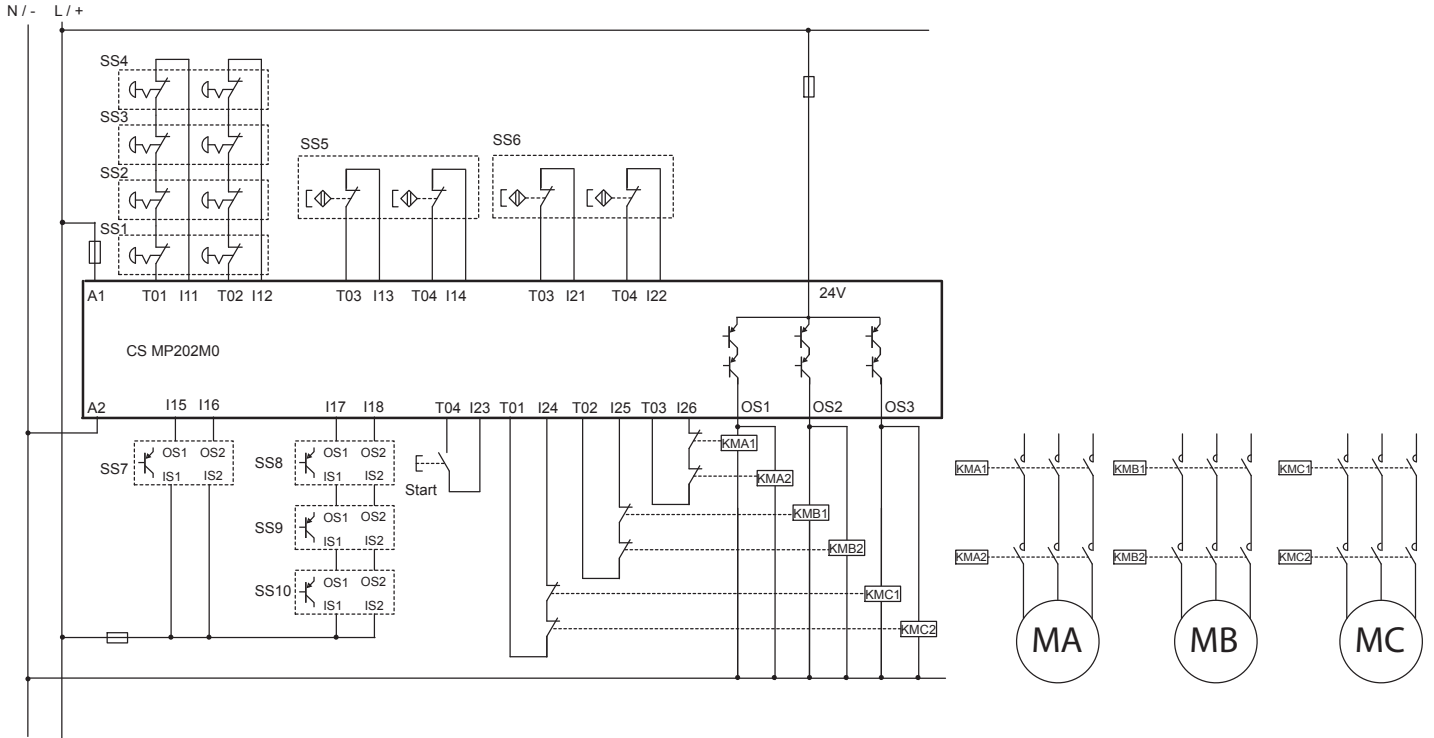 N / - L / +
SS4
SS3
SS5 SS6
SS2
SS1
A1 T01 I11 T02 I12 T03 I13 T04 I14 T03 I21 T04 I22 24V
CS MP202M0
A2 I15 I16 I17 I18 T04 I23 T01 I24 T02 I25 T03 I26 OS1 OS2 OS3
SS7 OS1 OS2
IS1 IS2
SS8 OS1 OS2
IS1 IS2
Start
SS9 OS1 OS2
IS1 IS2
SS10 OS1 OS2
IS1 IS2
KMA1
KMA2
KMB1
KMB2
KMC1
KMC2
KMA1 KMB1 KMC1
KMA2 KMB2 KMC2
MA MB MC